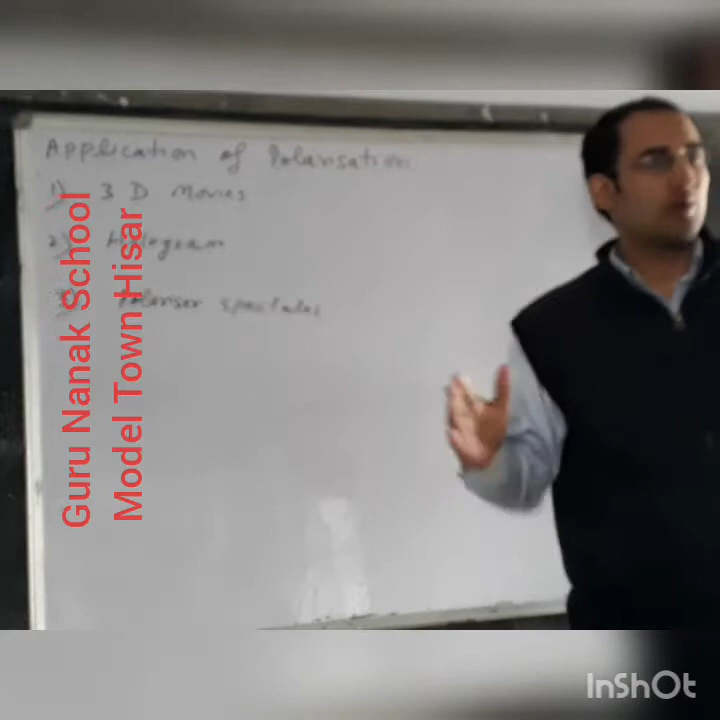 Application of Polarisation
1) 3 D Movies
2) Hologram
3) Polariser spectacles
Guru Nanak School
Model Town Hisar
InShOt